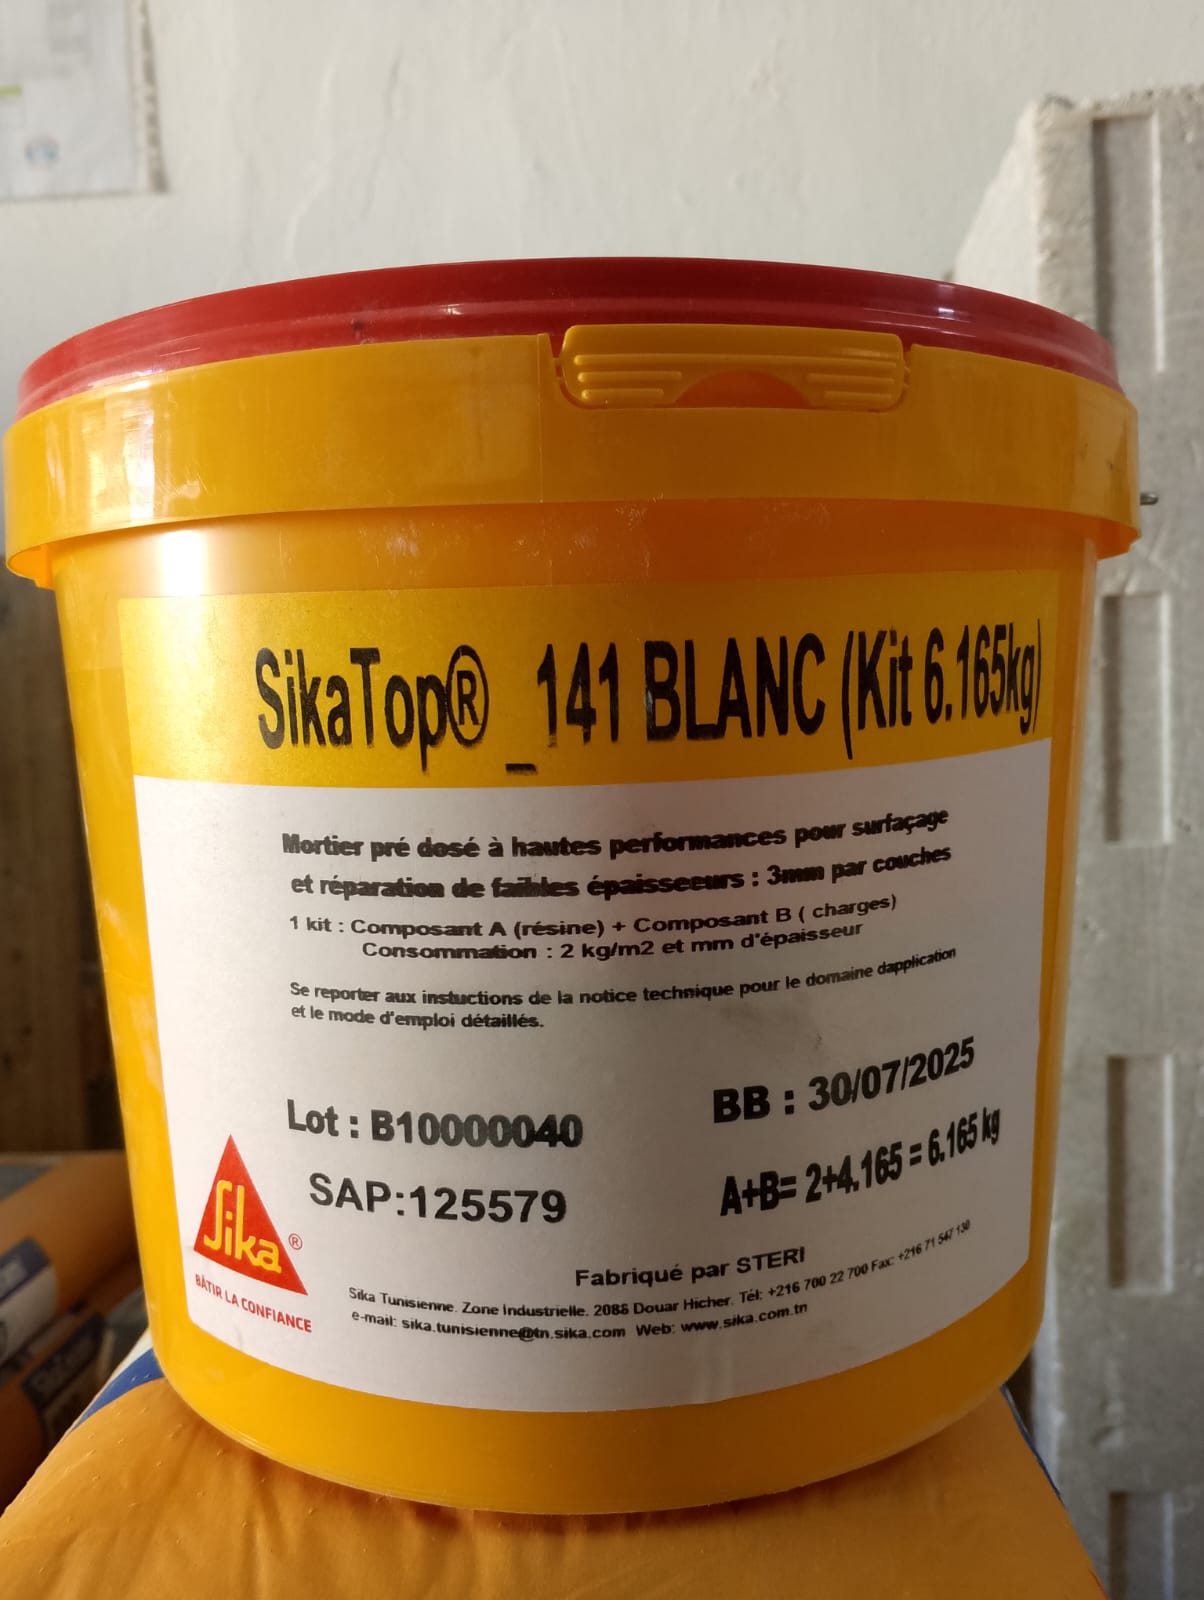 SikaTop®_141 BLANC (Kit 6.165kg)
Mortier pré dosé à hautes performances pour surfaçage
et réparation de faibles épaisseeurs : 3mm par couches
1 kit : Composant A (résine) + Composant B ( charges)
Consommation : 2 kg/m2 et mm d'épaisseur
Se reporter aux instuctions de la notice technique pour le domaine dapplication
et le mode d'emploi détaillés.
Lot : B10000040
BB : 30/07/2025
SAP:125579
A+B= 2+4.165 = 6.165 kg
Sika®
BÂTIR LA CONFIANCE
Fabriqué par STERI
Sika Tunisienne. Zone Industrielle. 2086 Douar Hicher. Tél: +216 700 22 700 Fax: +216 71 547 130
e-mail: sika.tunisienne@tn.sika.com Web: www.sika.com.tn